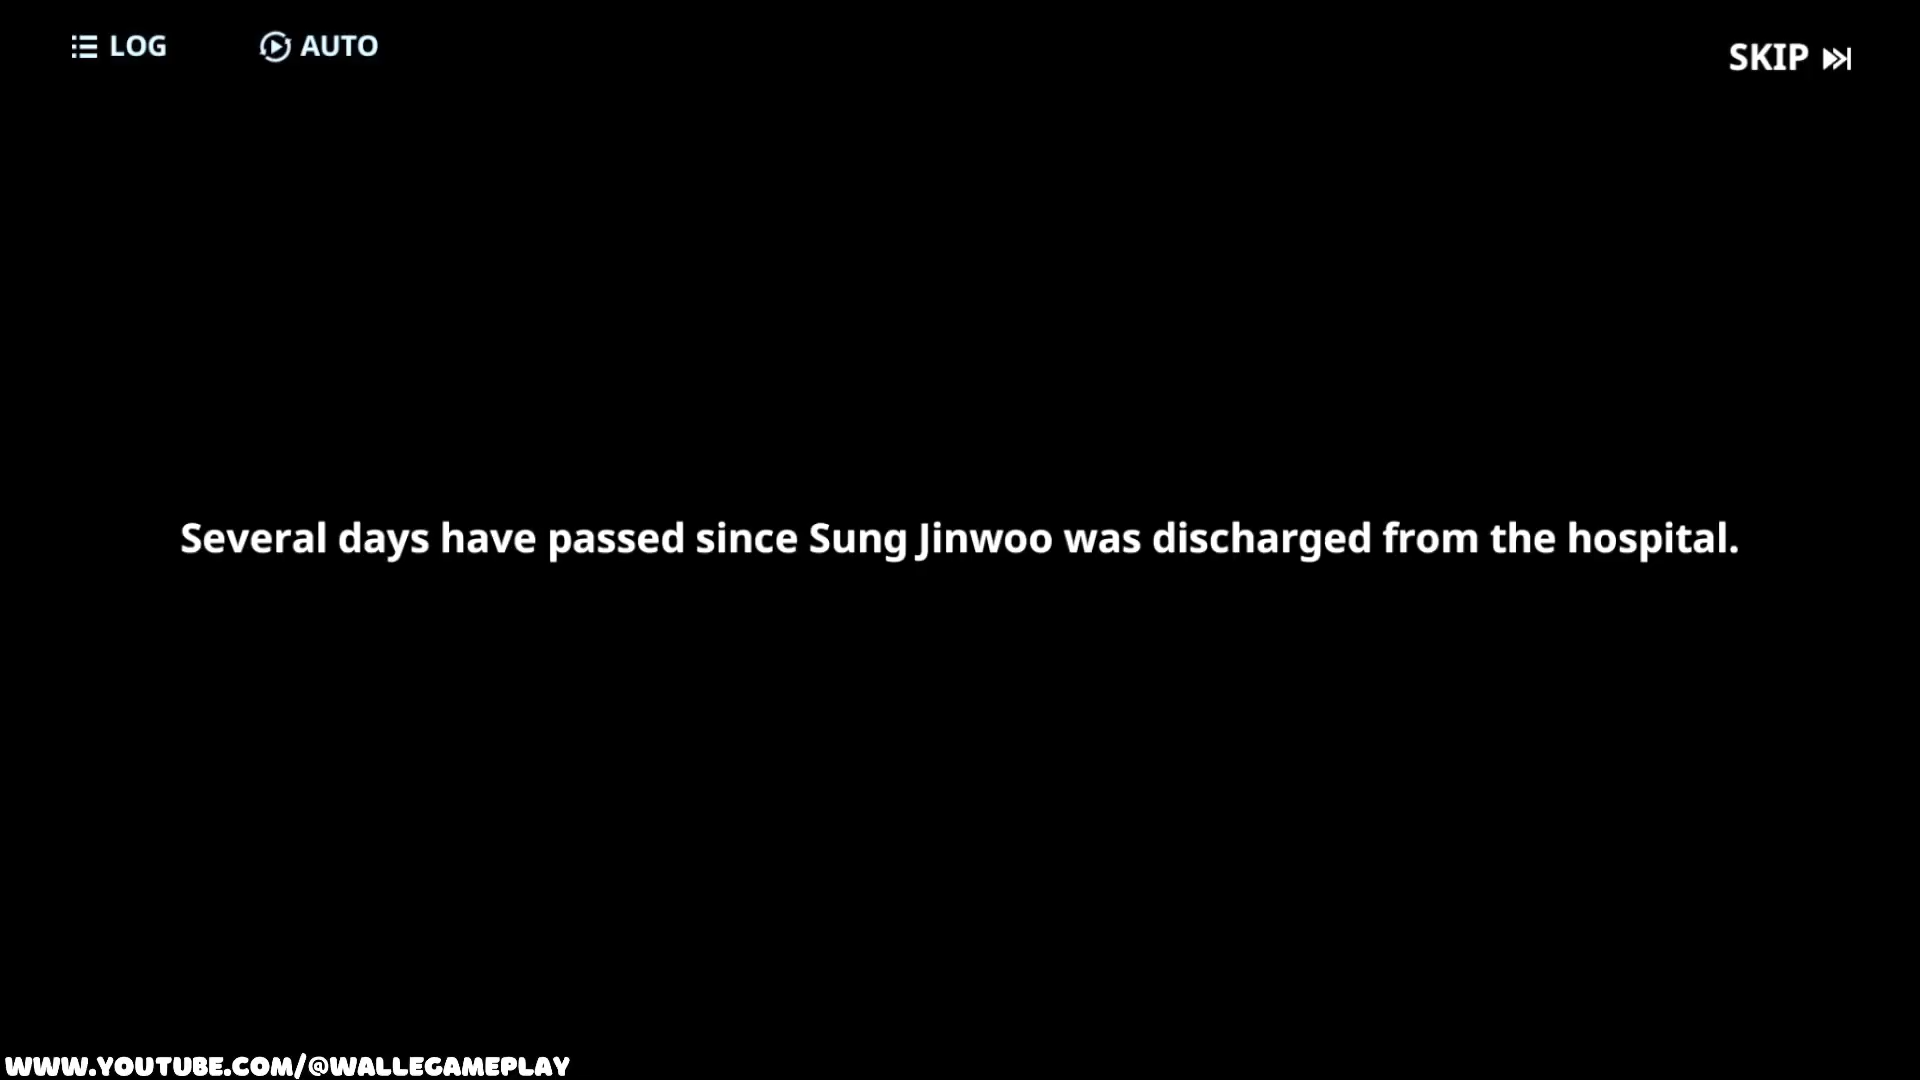 LOG
AUTO
SKIP
Several days have passed since Sung Jinwoo was discharged from the hospital.
WWW.YOUTUBE.COM/@WALLEGAMEPLAY